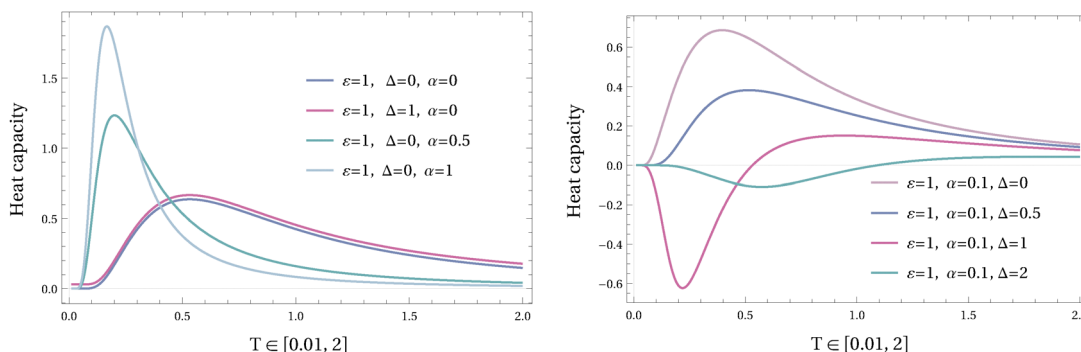 Heat capacity
1.5
1.0
0.5
0.0
ε=1, Δ=0, α=0
ε=1, Δ=1, α=0
ε=1, Δ=0, α=0.5
ε=1, Δ=0, α=1
0.0 0.5 1.0 1.5 2.0
T ∈ [0.01, 2]
Heat capacity
0.6
0.4
0.2
0.0
-0.2
-0.4
-0.6
ε=1, α=0.1, Δ=0
ε=1, α=0.1, Δ=0.5
ε=1, α=0.1, Δ=1
ε=1, α=0.1, Δ=2
0.0 0.5 1.0 1.5 2.
T ∈ [0.01, 2]